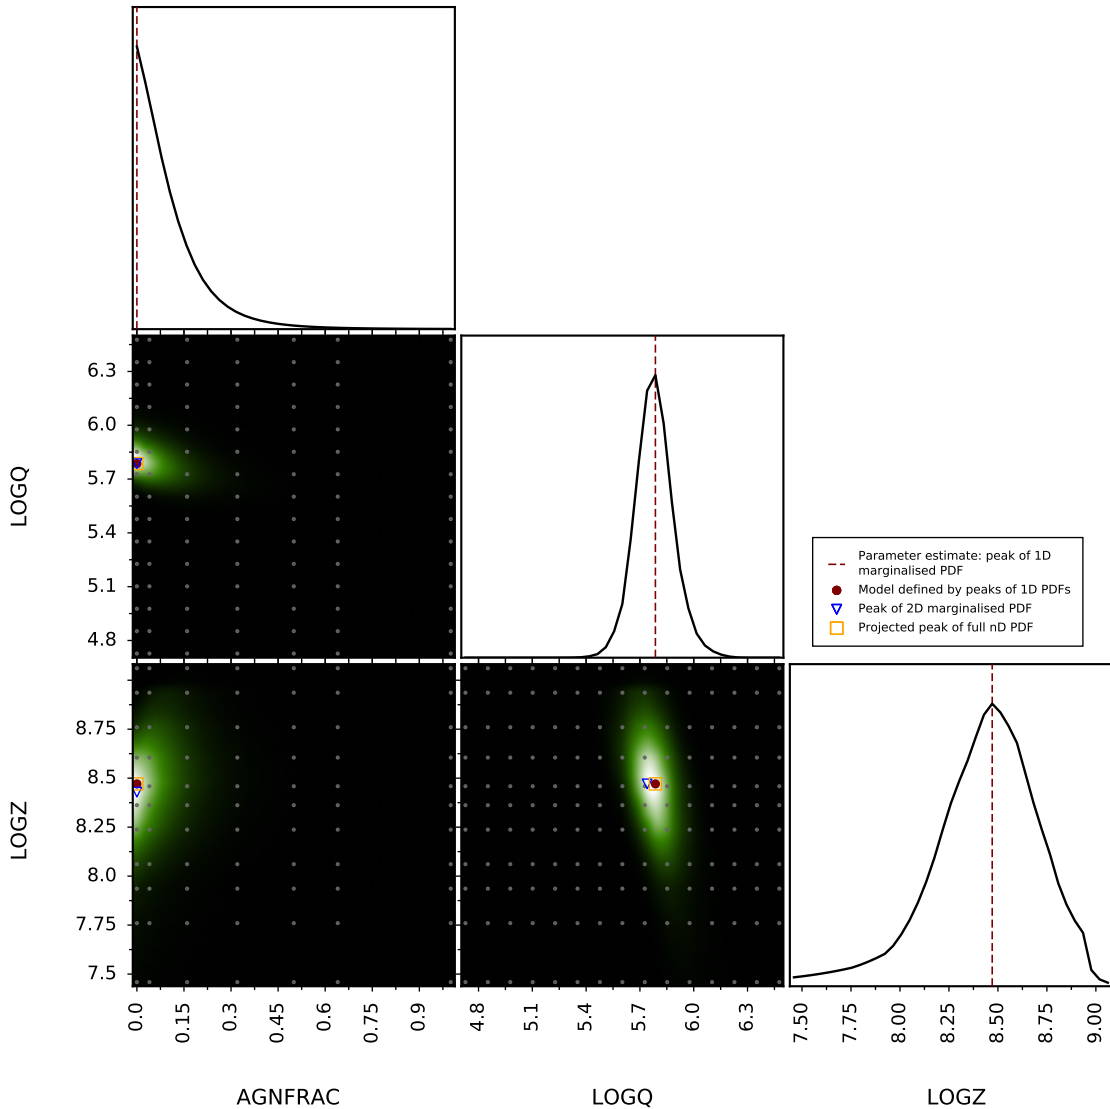 6.3
6.0
5.7
5.4
5.1
4.8
LOGQ
Parameter estimate: peak of 1D
marginalised PDF
Model defined by peaks of 1D PDFs
Peak of 2D marginalised PDF
Projected peak of full nD PDF
8.75
8.5
8.25
8.0
7.75
7.5
LOGZ
0.0 0.15 0.3 0.45 0.6 0.75 0.9
4.8 5.1 5.4 5.7 6.0 6.3
7.50 7.75 8.00 8.25 8.50 8.75 9.00
AGNFRAC LOGQ LOGZ